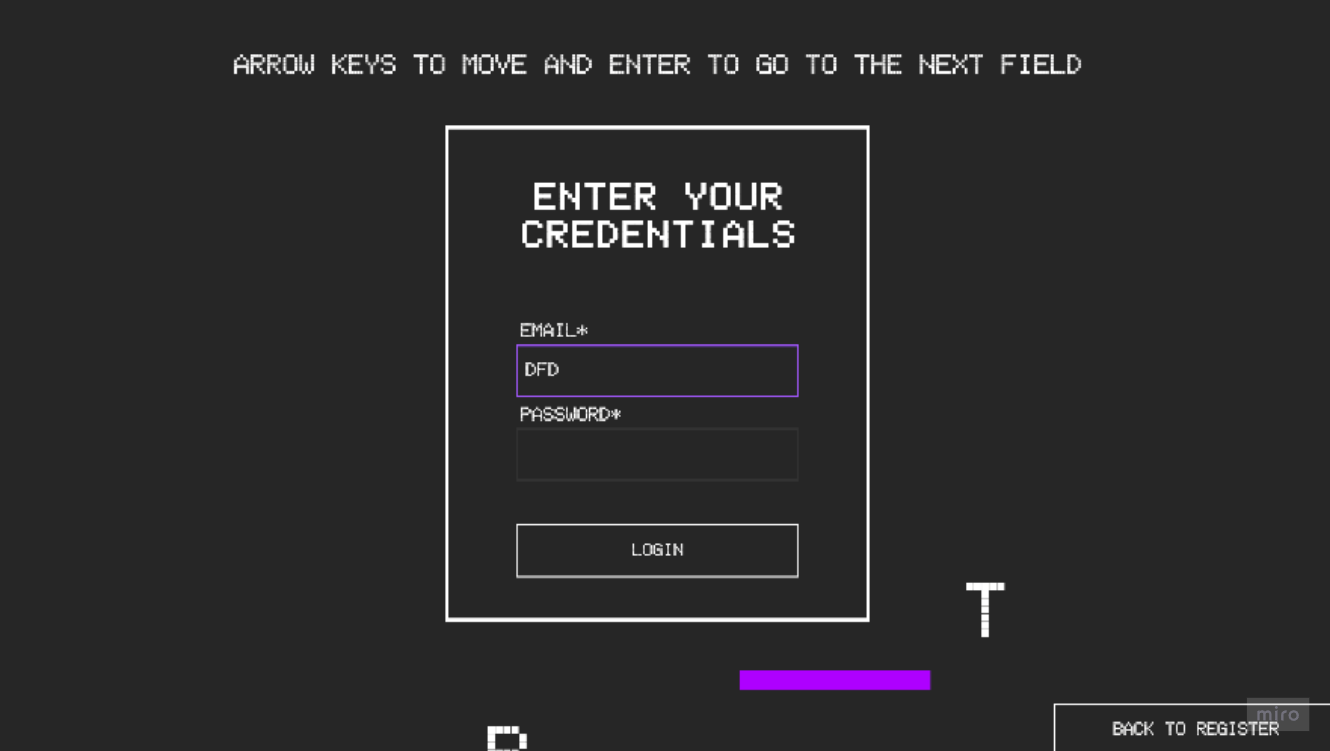 ARROW KEYS TO MOVE AND ENTER TO GO TO THE NEXT FIELD
ENTER YOUR
CREDENTIALS
EMAIL*
DFD
PASSWORD*
LOGIN
T
miro
BACK TO REGISTER